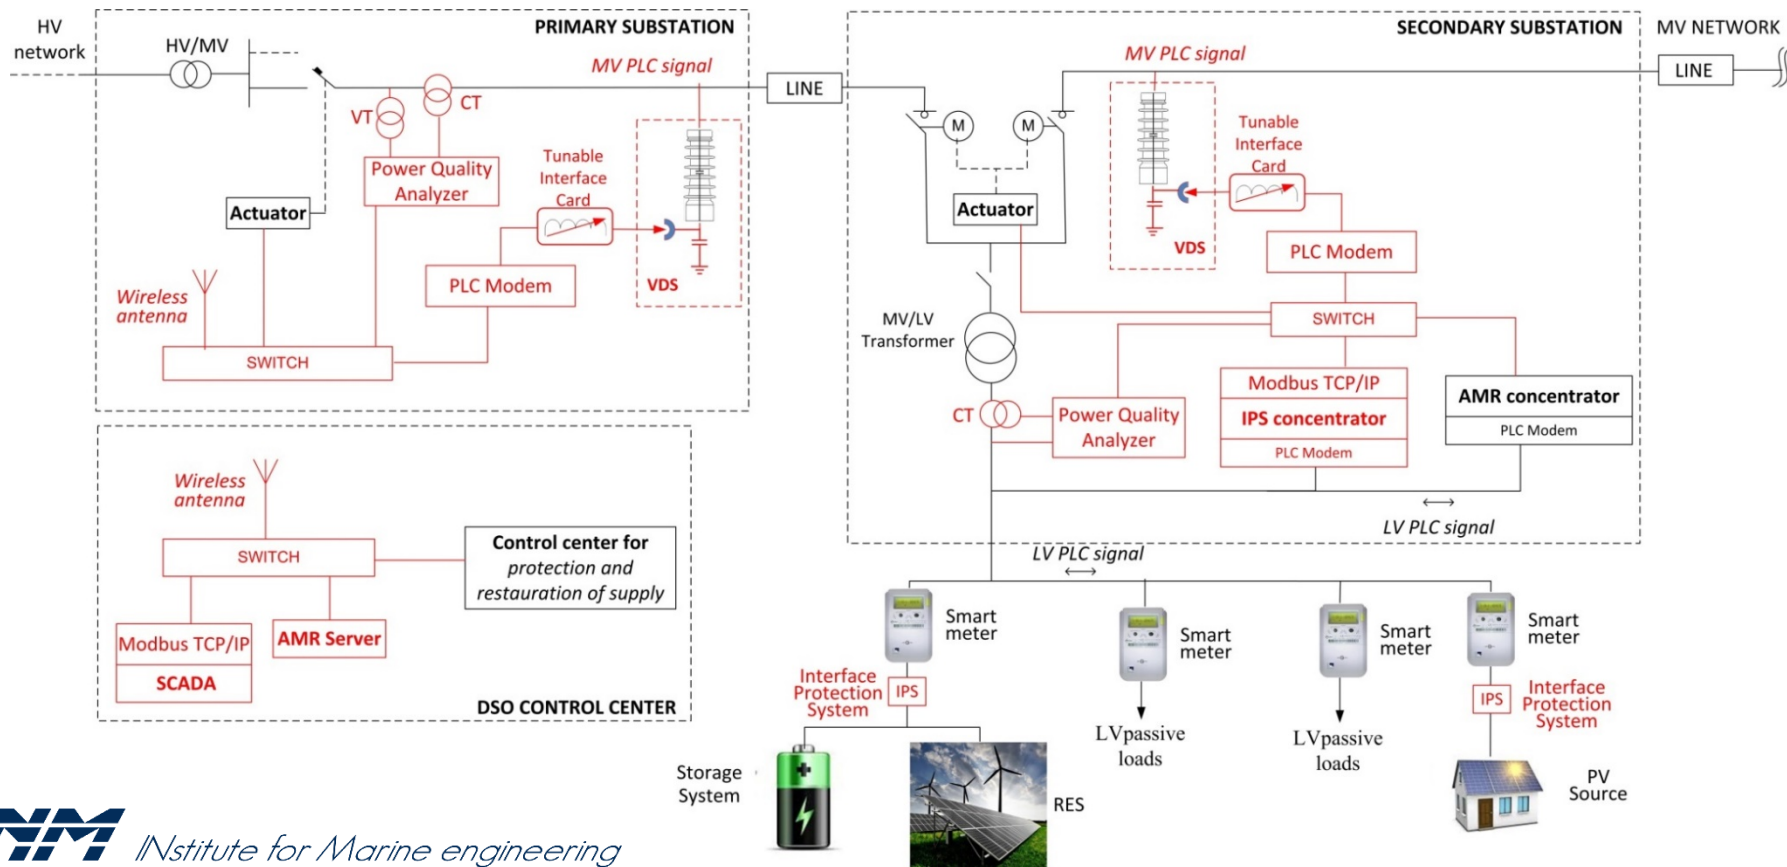 HV
network
HV/MV
PRIMARY SUBSTATION
MV PLC signal
VT
CT
Power Quality
Analyzer
Tunable
Interface
Card
Actuator
VDS
PLC Modem
Wireless
antenna
SWITCH
LINE
SECONDARY SUBSTATION
MV PLC signal
M
M
Tunable
Interface
Card
Actuator
VDS
PLC Modem
SWITCH
MV/LV
Transformer
CT
Power Quality
Analyzer
Modbus TCP/IP
IPS concentrator
PLC Modem
AMR concentrator
PLC Modem
LV PLC signal
MV NETWORK
LINE
Wireless
antenna
SWITCH
Control center for
protection and
restauration of supply
Modbus TCP/IP
SCADA
AMR Server
DSO CONTROL CENTER
LV PLC signal
Smart
meter
Smart
meter
Smart
meter
Smart
meter
Interface
Protection
System
IPS
IPS
Interface
Protection
System
LVpassive
loads
LVpassive
loads
Storage
System
RES
PV
Source
NM INstitute for Marine engineering